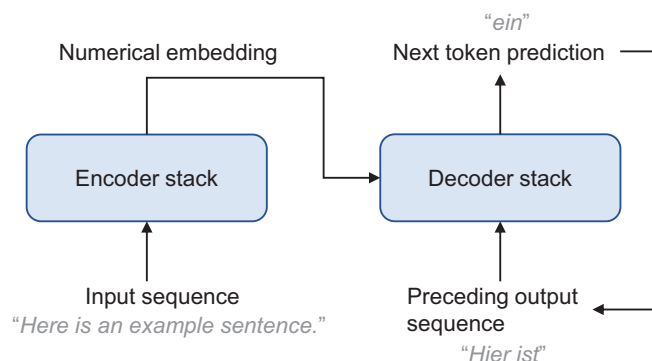 “ein”
Numerical embedding
Next token prediction
Encoder stack
Decoder stack
Input sequence
“Here is an example sentence.”
Preceding output
sequence
“Hier ist”